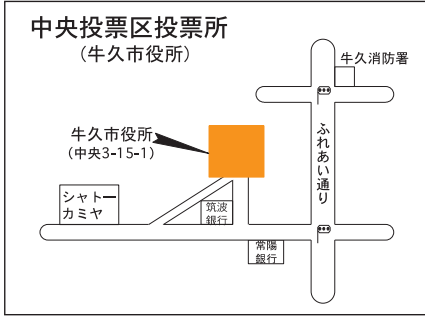 中央投票区投票所
(牛久市役所)
牛久消防署
牛久市役所
(中央3-15-1)
ふれあい通り
シャトー
カミヤ
筑波
銀行
常陽
銀行